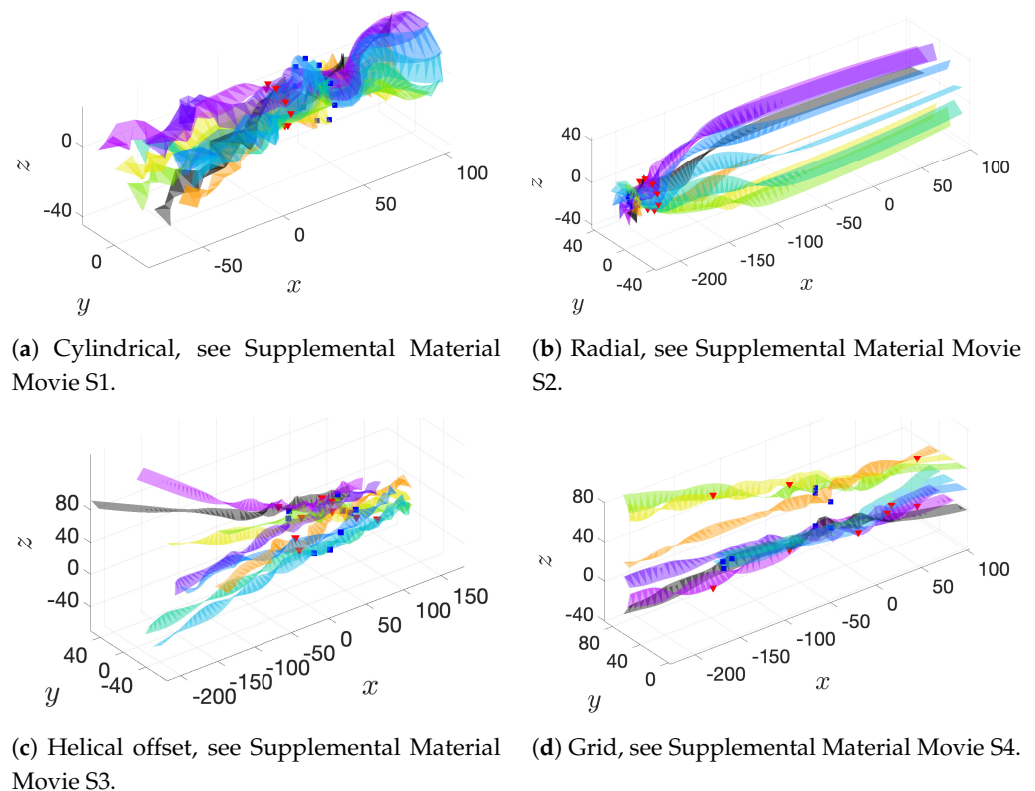 z
0
-40
0
y
-50
0
50
100
x
z
40
0
-40
40
0
-40
y
-200
-150
-100
-50
0
50
100
x
(a) Cylindrical, see Supplemental Material
Movie S1.
(b) Radial, see Supplemental Material Movie
S2.
z
80
40
0
-40
40
0
-40
y
-200
-150
-100
-50
0
50
100
150
x
z
80
40
0
-40
80
40
0
y
-200
-150
-100
-50
0
50
100
x
(c) Helical offset, see Supplemental Material
Movie S3.
(d) Grid, see Supplemental Material Movie S4.